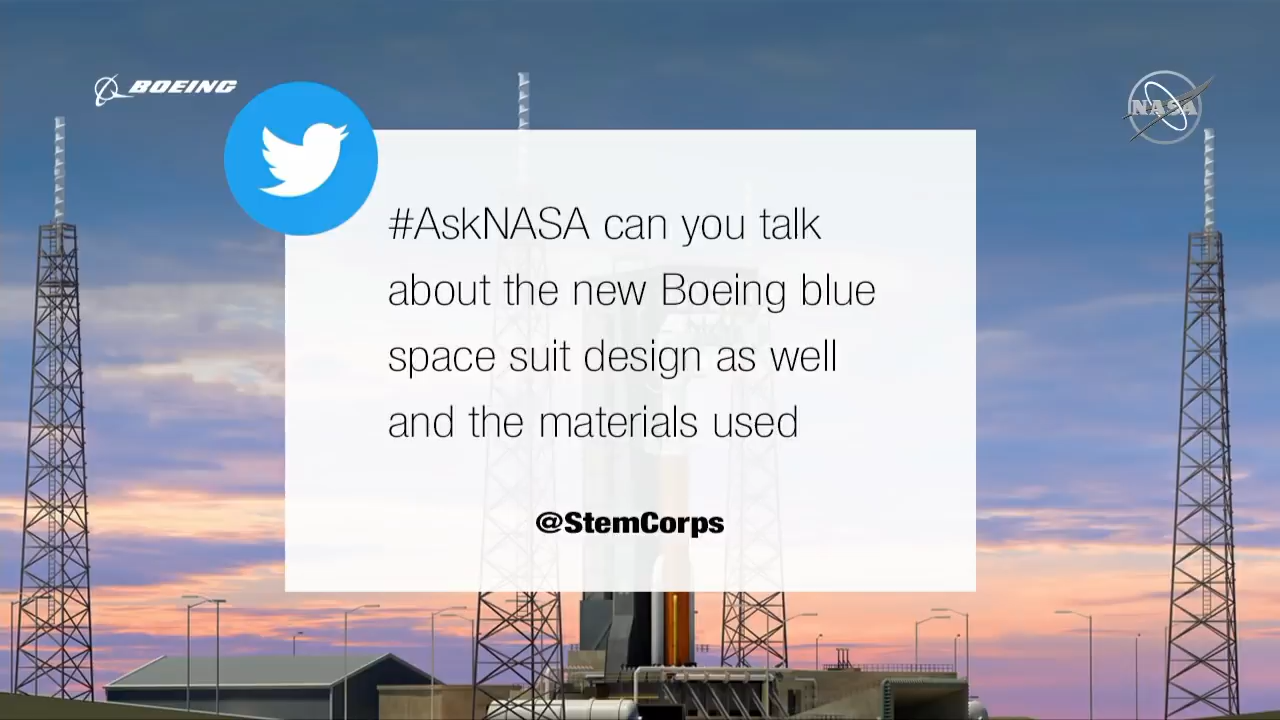 BOEING
NASA
#AskNASA can you talk
about the new Boeing blue
space suit design as well
and the materials used
@StemCorps